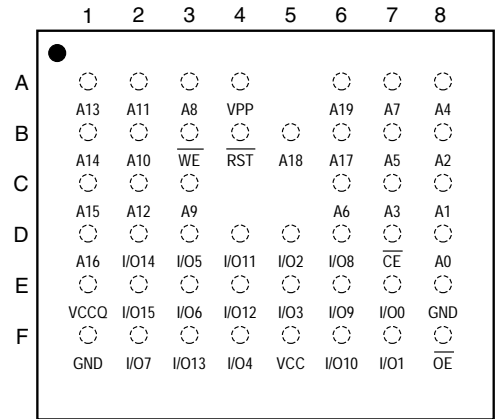 1 2 3 4 5 6 7 8
A
A13 A11 A8 VPP A19 A7 A4
B
A14 A10 WE RST A18 A17 A5 A2
C
A15 A12 A9 A6 A3 A1
D
A16 I/O14 I/O5 I/O11 I/O2 I/O8 CE A0
E
VCCQ I/O15 I/O6 I/O12 I/O3 I/O9 I/O0 GND
F
GND I/O7 I/O13 I/O4 VCC I/O10 I/O1 OE